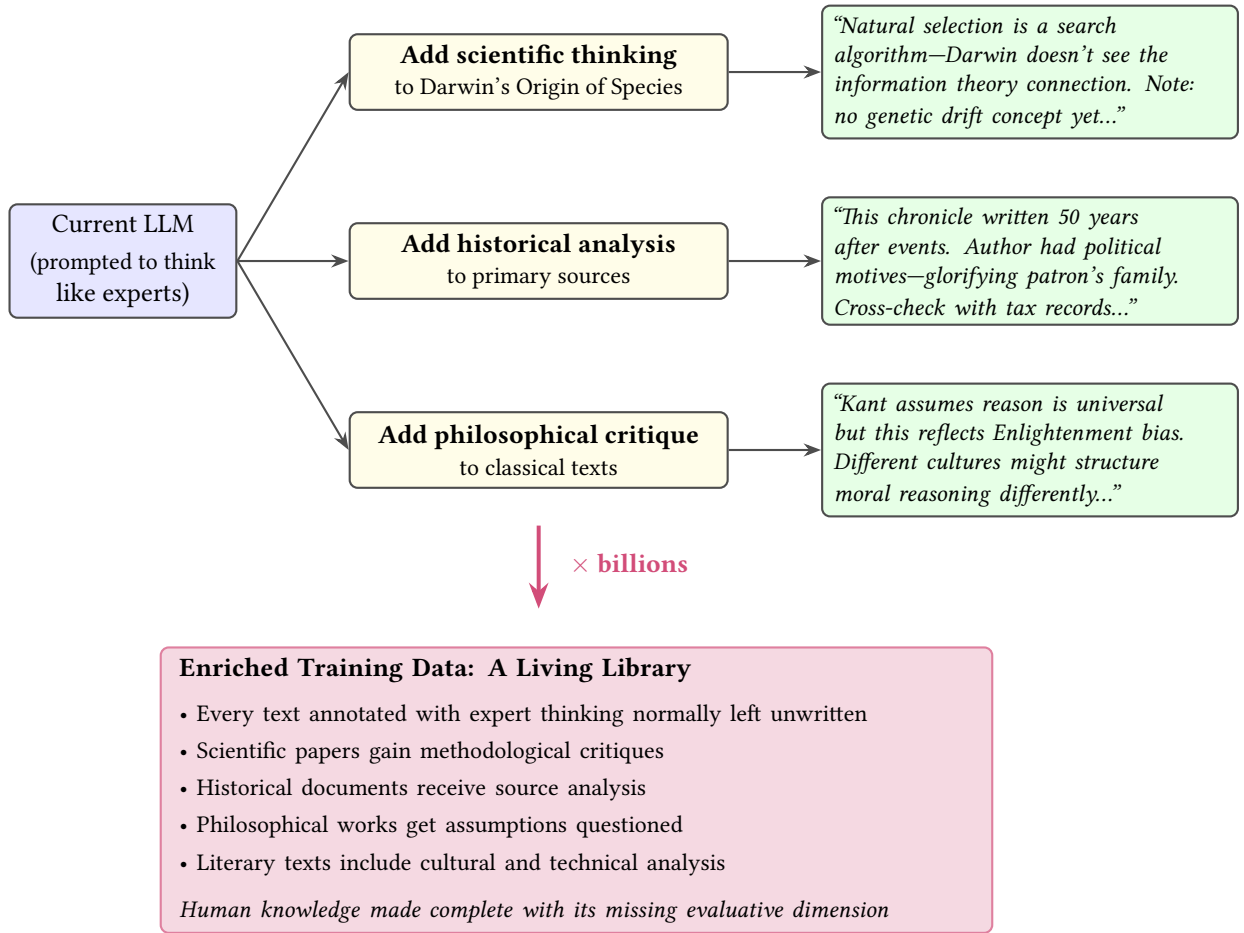 Current LLM
(prompted to think
like experts)
Add scientific thinking
to Darwin’s Origin of Species
“Natural selection is a search
algorithm—Darwin doesn’t see the
information theory connection. Note:
no genetic drift concept yet...”
Add historical analysis
to primary sources
“This chronicle written 50 years
after events. Author had political
motives—glorifying patron’s family.
Cross-check with tax records...”
Add philosophical critique
to classical texts
“Kant assumes reason is universal
but this reflects Enlightenment bias.
Different cultures might structure
moral reasoning differently...”
× billions
Enriched Training Data: A Living Library
• Every text annotated with expert thinking normally left unwritten
• Scientific papers gain methodological critiques
• Historical documents receive source analysis
• Philosophical works get assumptions questioned
• Literary texts include cultural and technical analysis
Human knowledge made complete with its missing evaluative dimension